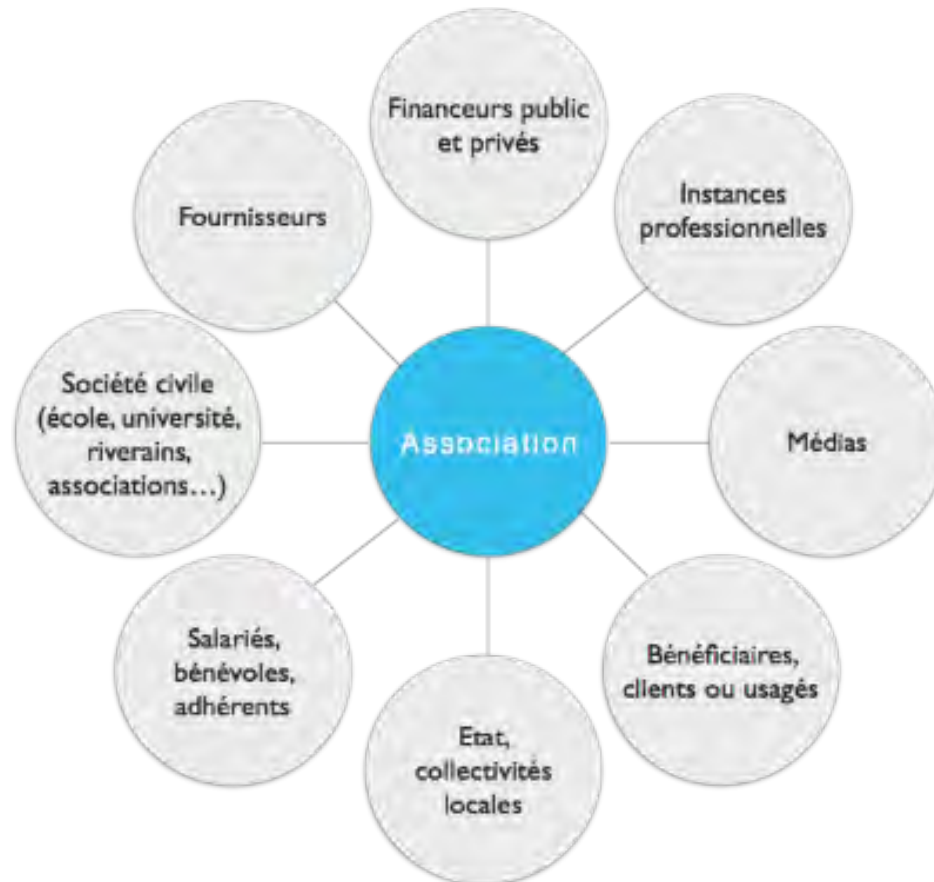 Financeurs public
et privés
Instances
professionnelles
Fournisseurs
Société civile
(école, université,
riverains,
associations…)
Association
Médias
Salariés,
bénévoles,
adhérents
Bénéficiaires,
clients ou usagés
Etat,
collectivités
locales